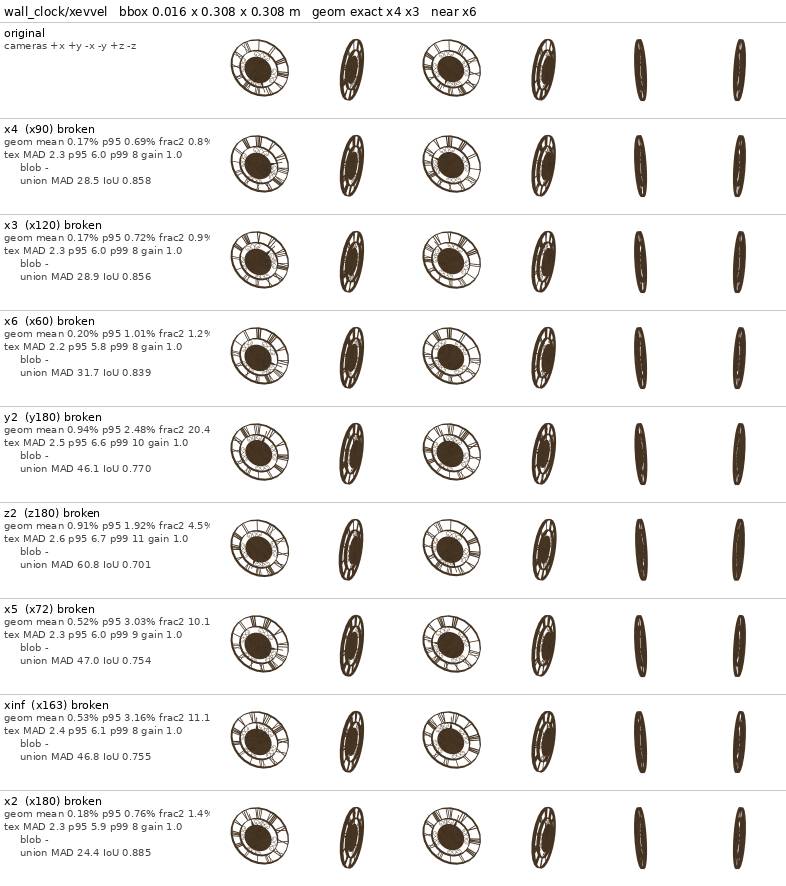 wall_clock/xevvel   bbox 0.016 x 0.308 x 0.308 m   geom exact x4 x3   near x6
original
cameras +x +y -x -y +z -z
x4  (x90) broken
geom mean 0.17% p95 0.69% frac2 0.8%
tex MAD 2.3 p95 6.0 p99 8 gain 1.0
blob -
union MAD 28.5 IoU 0.858
x3  (x120) broken
geom mean 0.17% p95 0.72% frac2 0.9%
tex MAD 2.3 p95 6.0 p99 8 gain 1.0
blob -
union MAD 28.9 IoU 0.856
x6  (x60) broken
geom mean 0.20% p95 1.01% frac2 1.2%
tex MAD 2.2 p95 5.8 p99 8 gain 1.0
blob -
union MAD 31.7 IoU 0.839
y2  (y180) broken
geom mean 0.94% p95 2.48% frac2 20.4
tex MAD 2.5 p95 6.6 p99 10 gain 1.0
blob -
union MAD 46.1 IoU 0.770
z2  (z180) broken
geom mean 0.91% p95 1.92% frac2 4.5%
tex MAD 2.6 p95 6.7 p99 11 gain 1.0
blob -
union MAD 60.8 IoU 0.701
x5  (x72) broken
geom mean 0.52% p95 3.03% frac2 10.1
tex MAD 2.3 p95 6.0 p99 9 gain 1.0
blob -
union MAD 47.0 IoU 0.754
xinf  (x163) broken
geom mean 0.53% p95 3.16% frac2 11.1
tex MAD 2.4 p95 6.1 p99 8 gain 1.0
blob -
union MAD 46.8 IoU 0.755
x2  (x180) broken
geom mean 0.18% p95 0.76% frac2 1.4%
tex MAD 2.3 p95 5.9 p99 8 gain 1.0
blob -
union MAD 24.4 IoU 0.885